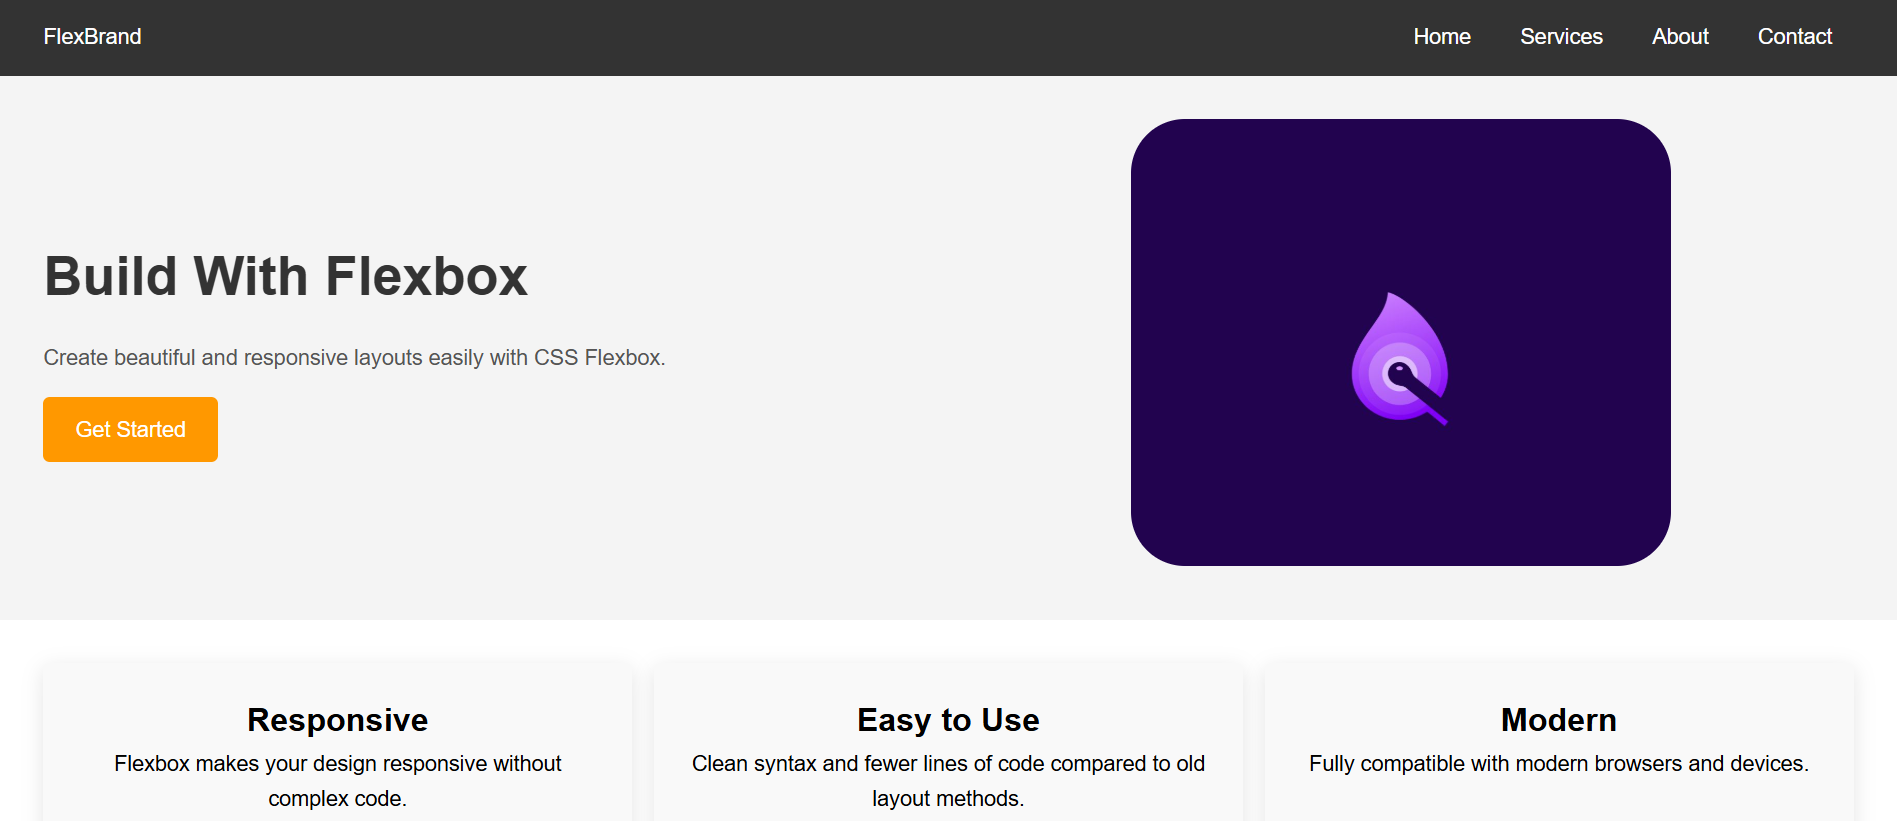 FlexBrand
Home Services About Contact
Build With Flexbox
Create beautiful and responsive layouts easily with CSS Flexbox.
Get Started
Responsive
Flexbox makes your design responsive without
complex code.
Easy to Use
Clean syntax and fewer lines of code compared to old
layout methods.
Modern
Fully compatible with modern browsers and devices.